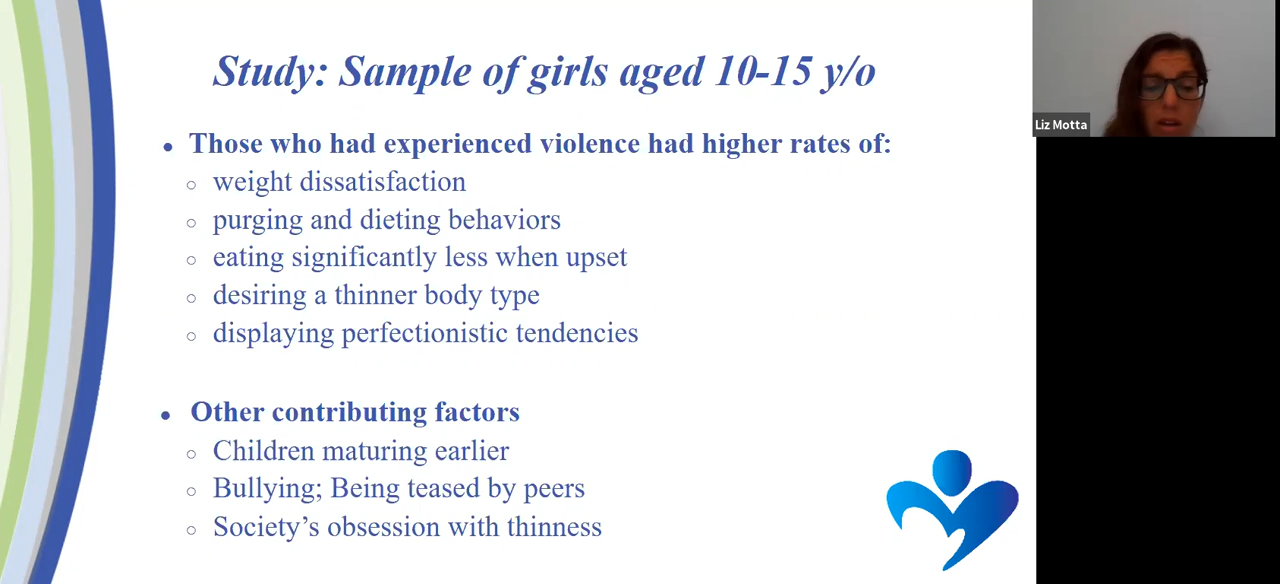 Study: Sample of girls aged 10-15 y/o
Those who had experienced violence had higher rates of:
weight dissatisfaction
purging and dieting behaviors
eating significantly less when upset
desiring a thinner body type
displaying perfectionistic tendencies
Other contributing factors
Children maturing earlier
Bullying; Being teased by peers
Society’s obsession with thinness
Liz Motta